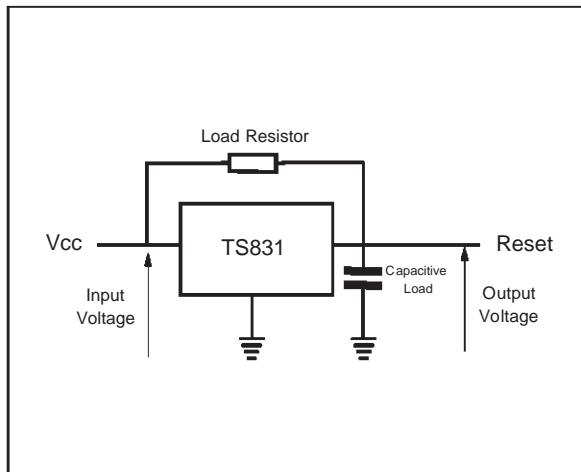 Load Resistor
Vcc
TS831
Reset
Input
Voltage
Capacitive
Load
Output
Voltage